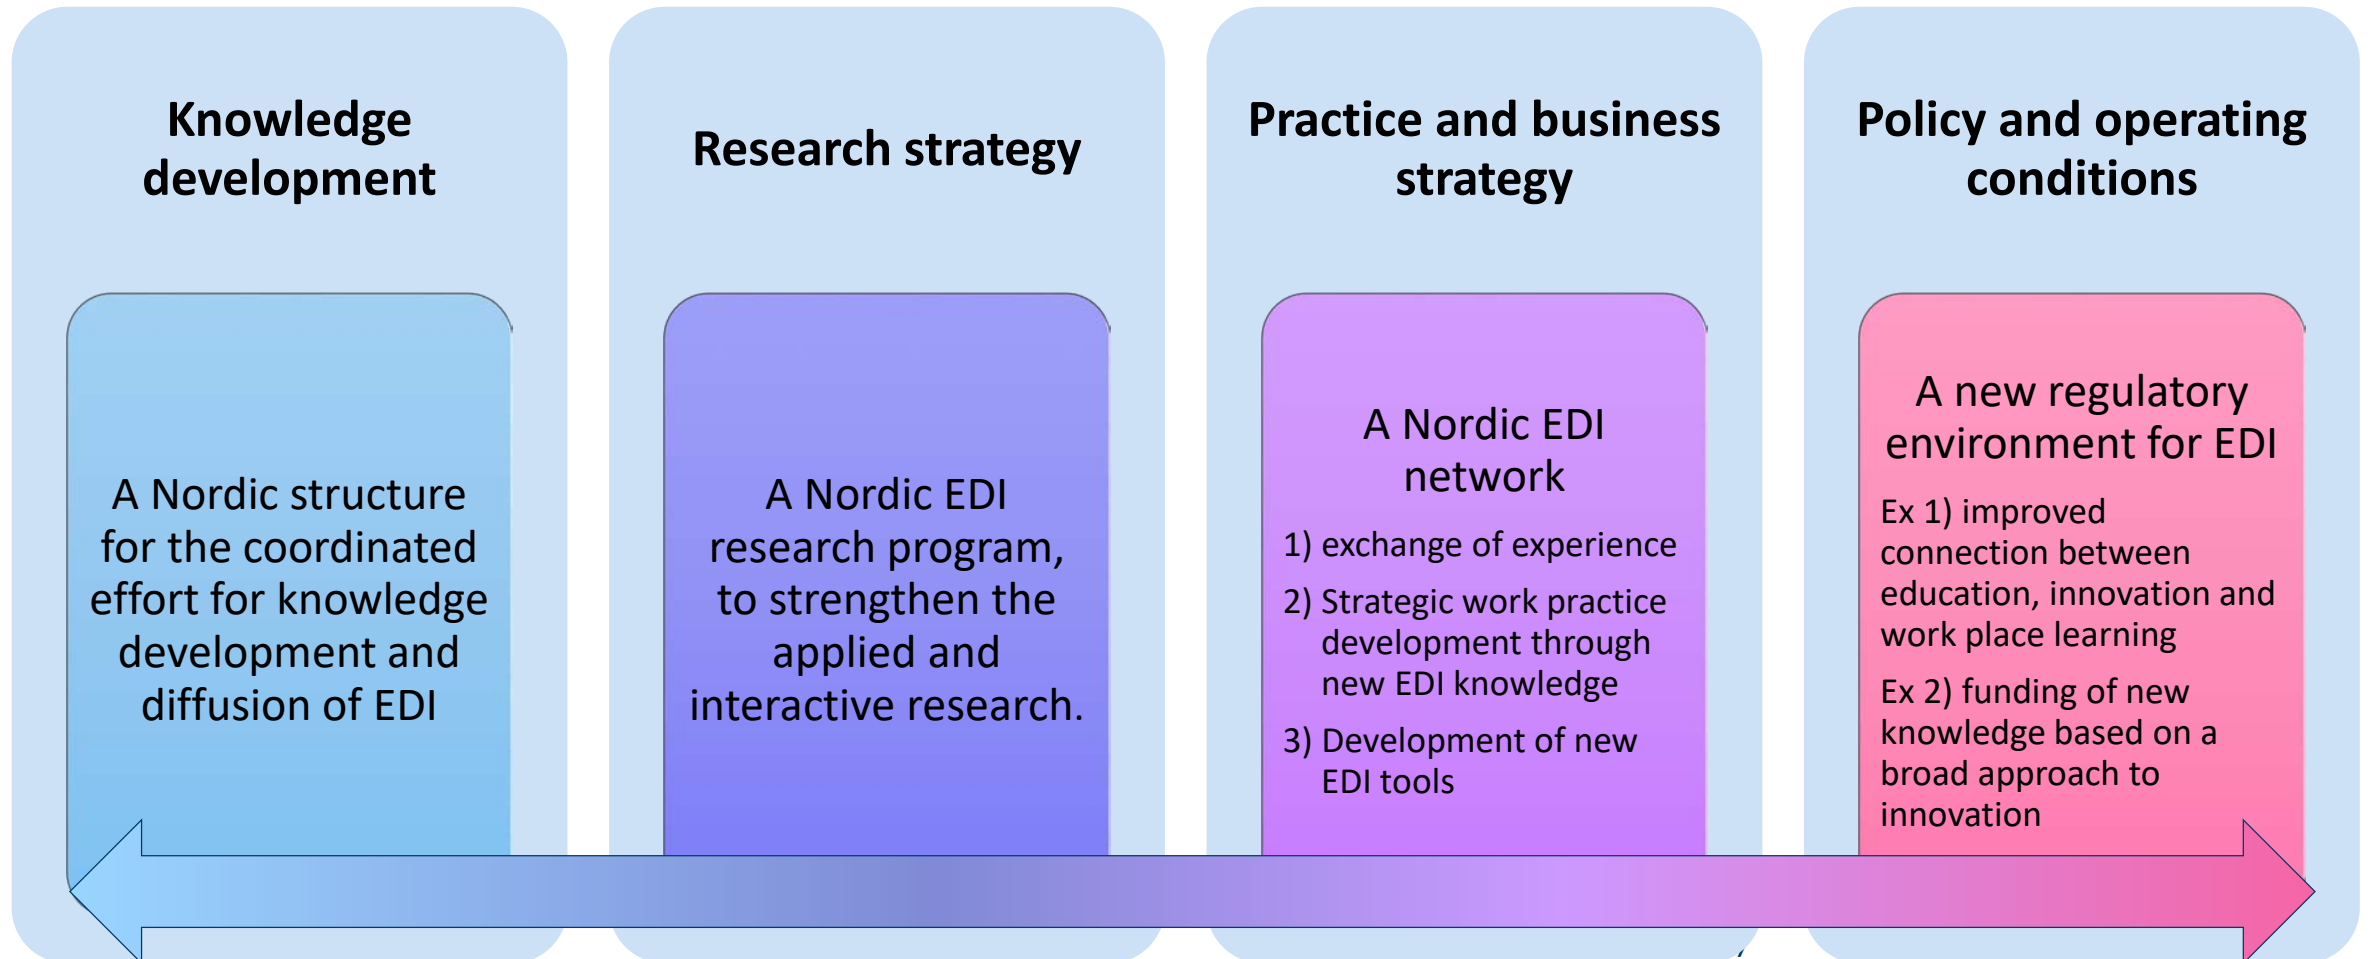 Knowledge
development
A Nordic structure
for the coordinated
effort for knowledge
development and
diffusion of EDI
Research strategy
A Nordic EDI
research program,
to strengthen the
applied and
interactive research.
Practice and business
strategy
A Nordic EDI
network
1) exchange of experience
2) Strategic work practice
development through
new EDI knowledge
3) Development of new
EDI tools
Policy and operating
conditions
A new regulatory
environment for EDI
Ex 1) improved
connection between
education, innovation and
work place learning
Ex 2) funding of new
knowledge based on a
broad approach to
innovation